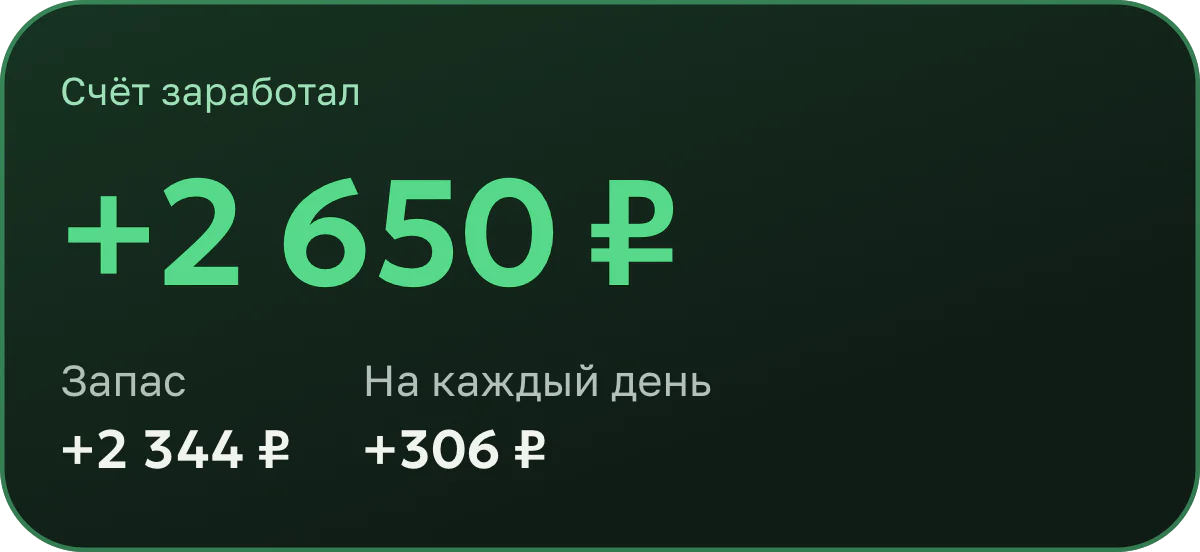 Счёт заработал
+2 650 ₽
Запас
На каждый день
+2 344 ₽
+306 ₽